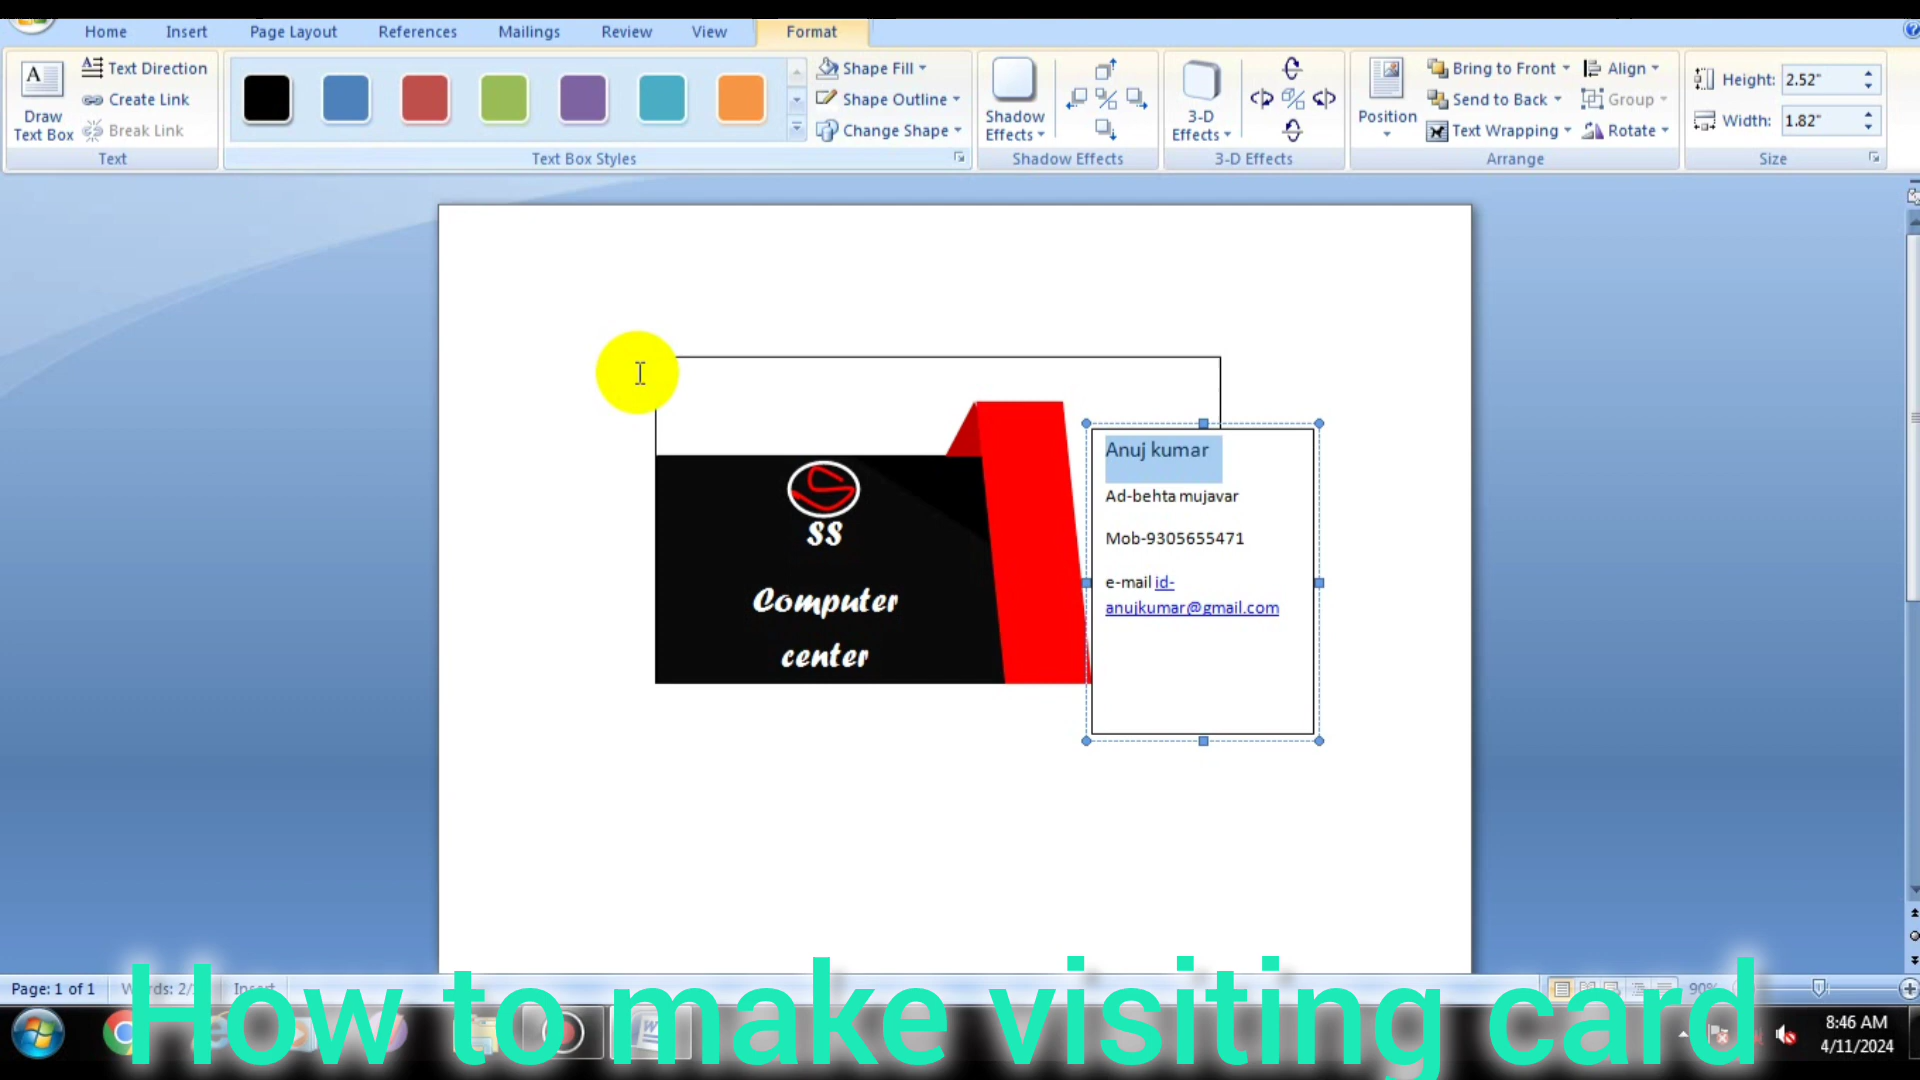 Home Insert Page Layout References Mailings Review View Format
Draw Text Box
Text Direction
Create Link
Break Link
Text
Shape Fill
Shape Outline
Change Shape
Text Box Styles
Shadow Effects
Shadow Effects
3-D Effects
3-D Effects
Position
Bring to Front
Send to Back
Text Wrapping
Align
Group
Rotate
Arrange
Height: 2.52"
Width: 1.82"
Size
SS
Computer
center
Anuj kumar
Ad-behta mujavar
Mob-9305655471
e-mail id-
anujkumar@gmail.com
Page: 1 of 1
Insert
90%
How to make visiting card
8:46 AM
4/11/2024